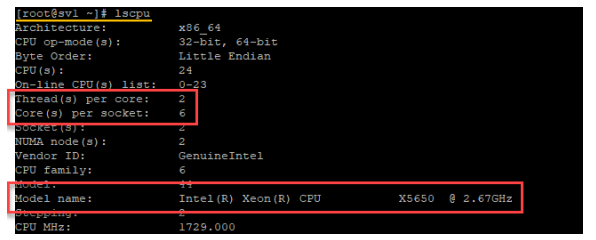 [root@sv1 ~]# lscpu
Architecture: x86_64
CPU op-mode(s): 32-bit, 64-bit
Byte Order: Little Endian
CPU(s): 24
On-line CPU(s) list: 0-23
Thread(s) per core: 2
Core(s) per socket: 6
Socket(s): 2
NUMA node(s): 2
Vendor ID: GenuineIntel
CPU family: 6
Model: 44
Model name: Intel(R) Xeon(R) CPU X5650 @ 2.67GHz
Stepping: 2
CPU MHz: 1729.000